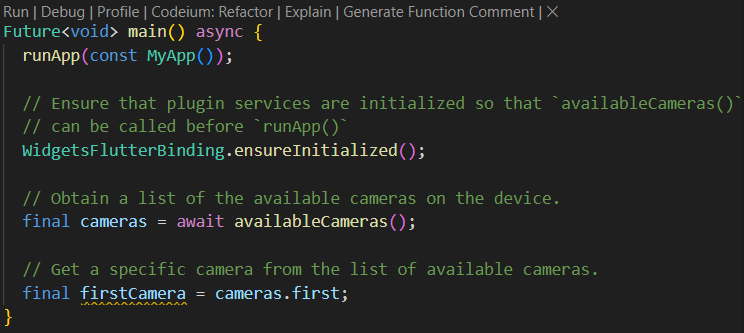 Run | Debug | Profile | Codeium: Refactor | Explain | Generate Function Comment | ×
Future<void> main() async {
  runApp(const MyApp());
  // Ensure that plugin services are initialized so that `availableCameras()`
  // can be called before `runApp()`
  WidgetsFlutterBinding.ensureInitialized();
  // Obtain a list of the available cameras on the device.
  final cameras = await availableCameras();
  // Get a specific camera from the list of available cameras.
  final firstCamera = cameras.first;
}